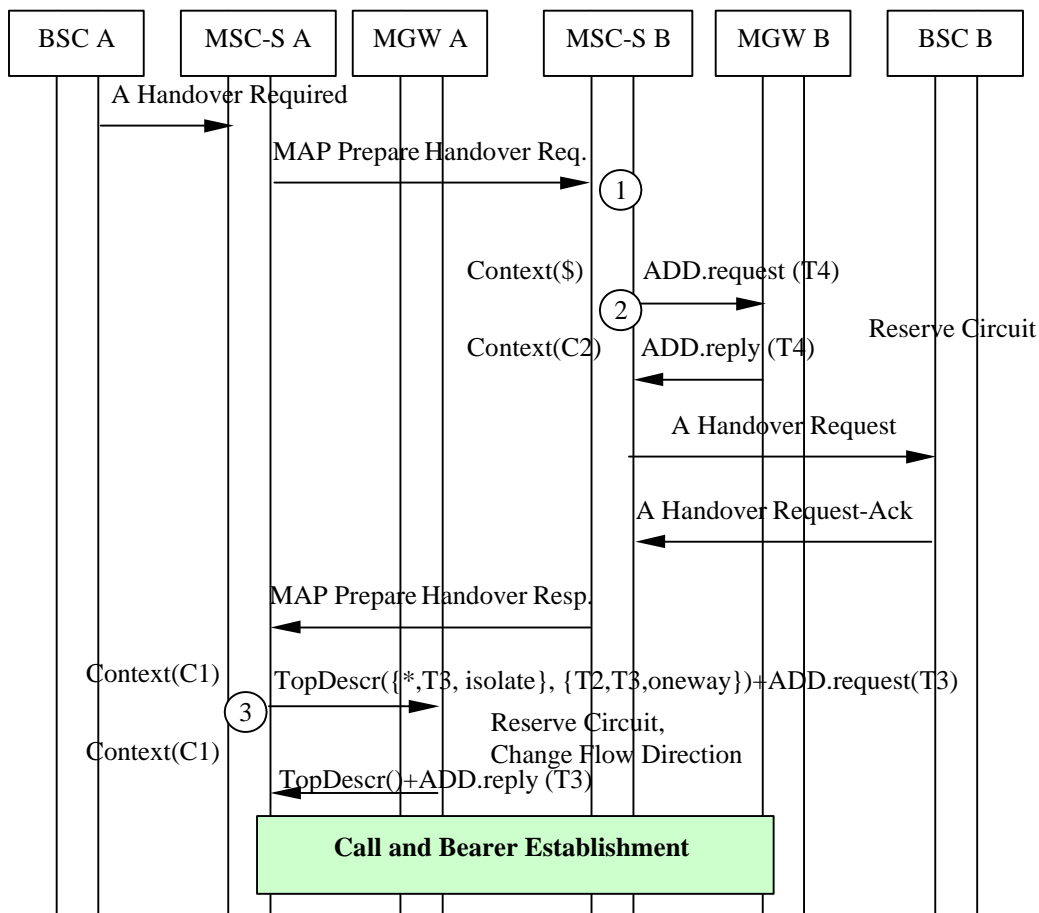 BSC A
MSC-S A
MGW A
MSC-S B
MGW B
BSC B
A Handover Required
MAP Prepare Handover Req.
1
Context($)
ADD.request (T4)
2
Reserve Circuit
Context(C2)
ADD.reply (T4)
A Handover Request
A Handover Request-Ack
MAP Prepare Handover Resp.
Context(C1)
TopDescr({*,T3, isolate}, {T2,T3,oneway})+ADD.request(T3)
3
Reserve Circuit,
Change Flow Direction
Context(C1)
TopDescr()+ADD.reply (T3)
Call and Bearer Establishment